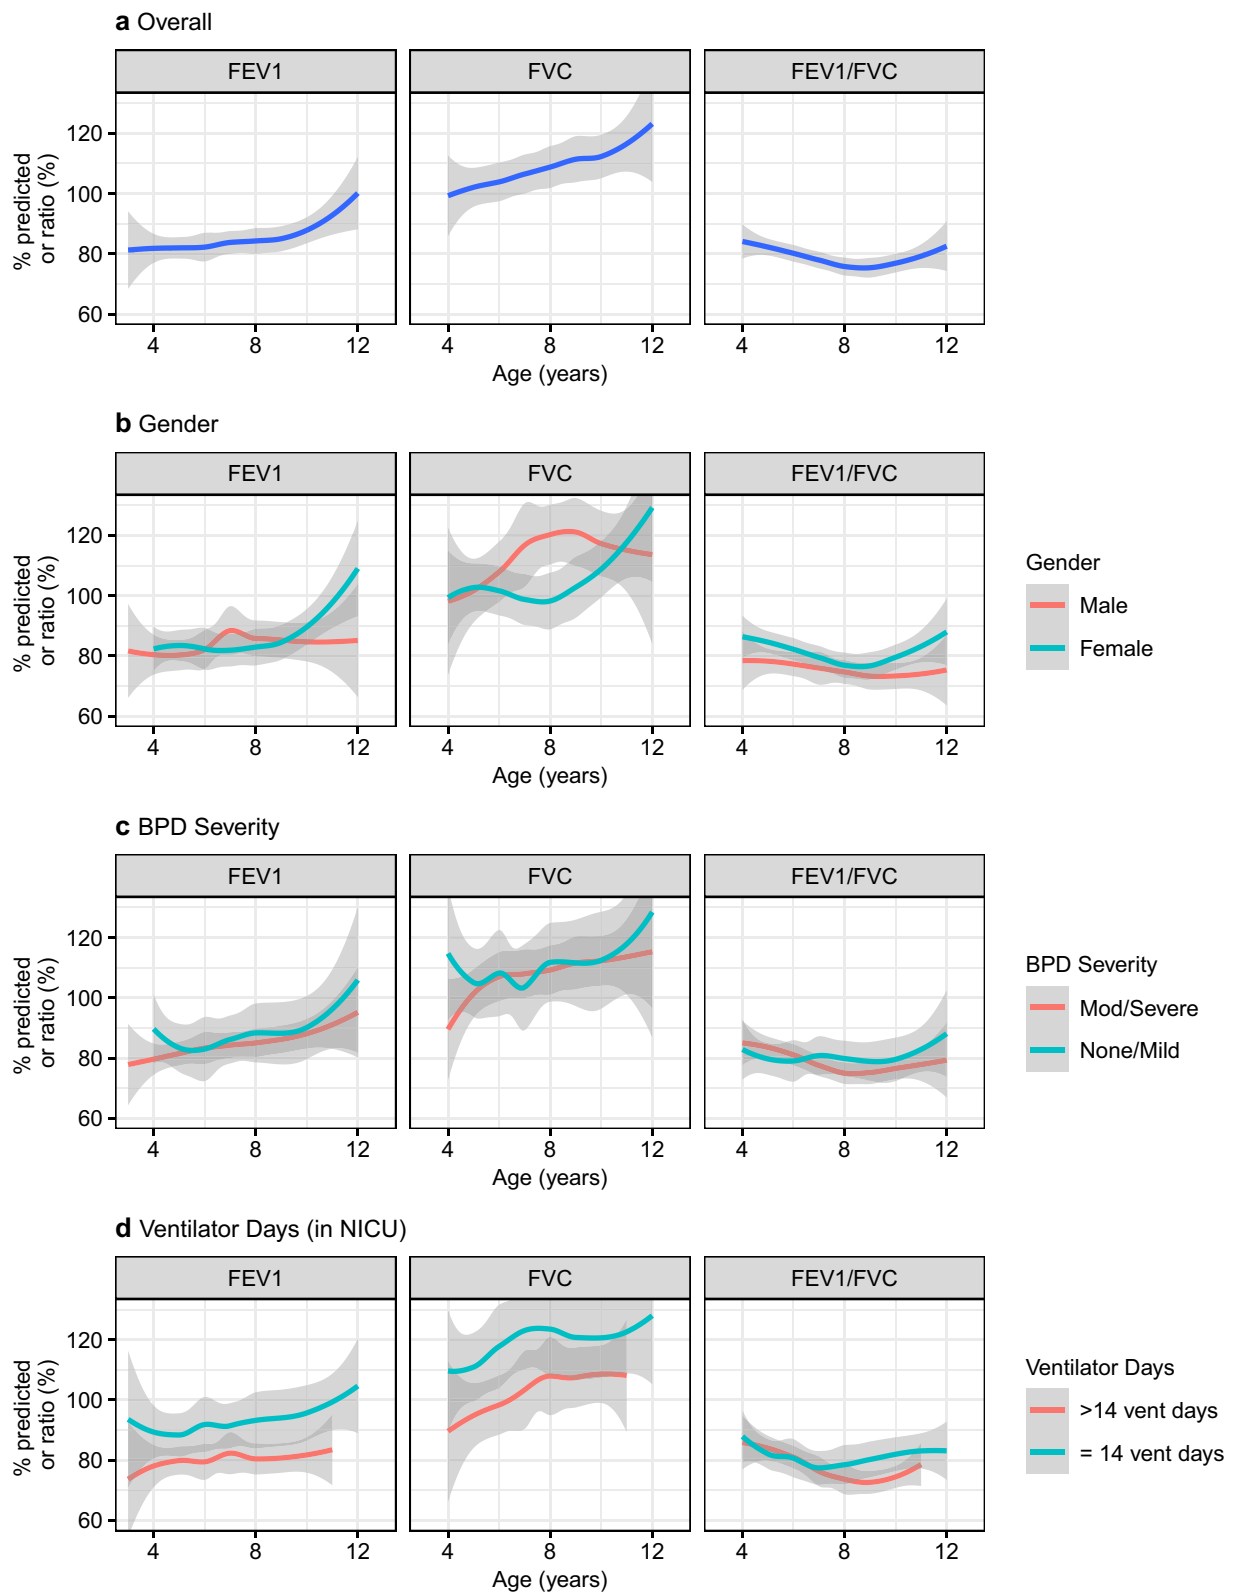 a Overall
FEV1 FVC FEV1/FVC
% predicted
or ratio (%)
120
100
80
60
4 8 12 4 8 12 4 8 12
Age (years)
b Gender
FEV1 FVC FEV1/FVC
% predicted
or ratio (%)
120
100
80
60
4 8 12 4 8 12 4 8 12
Age (years)
Gender
Male
Female
c BPD Severity
FEV1 FVC FEV1/FVC
% predicted
or ratio (%)
120
100
80
60
4 8 12 4 8 12 4 8 12
Age (years)
BPD Severity
Mod/Severe
None/Mild
d Ventilator Days (in NICU)
FEV1 FVC FEV1/FVC
% predicted
or ratio (%)
120
100
80
60
4 8 12 4 8 12 4 8 12
Age (years)
Ventilator Days
>14 vent days
= 14 vent days